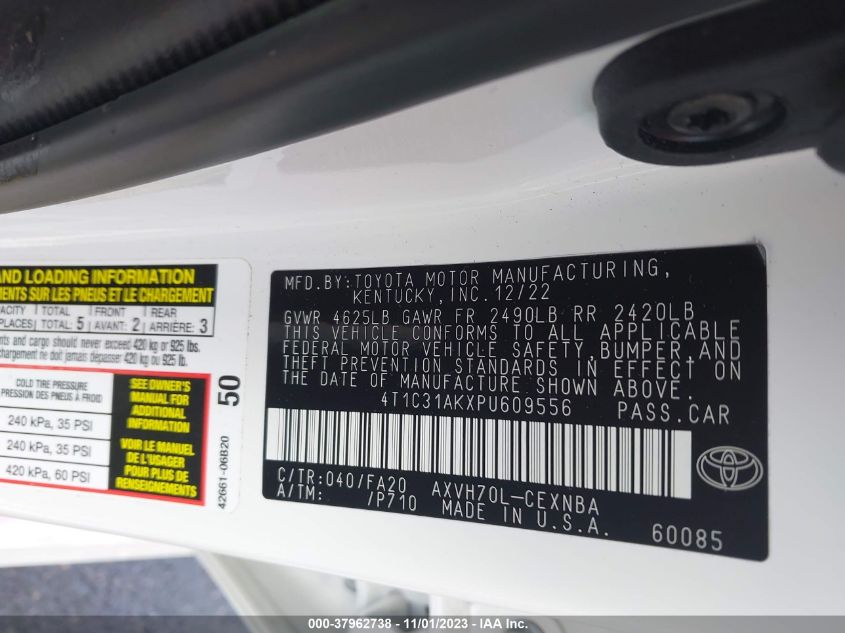 AND LOADING INFORMATION
MENTS SUR LES PNEUS ET LE CHARGEMENT
ACITY TOTAL FRONT REAR
PLACES TOTAL: 5 AVANT: 2 ARRIÈRE: 3
nts and cargo should never exceed 420 kg or 925 lbs.
chargement ne doit jamais dépasser 420 kg ou 925 lb.
COLD TIRE PRESSURE
PRESSION DES PNEUS À FROID
240 kPa, 35 PSI
240 kPa, 35 PSI
420 kPa, 60 PSI
SEE OWNER'S
MANUAL FOR
ADDITIONAL
INFORMATION
VOIR LE MANUEL
DE L'USAGER
POUR PLUS DE
RENSEIGNEMENTS
50
42661-06B20
MFD.BY:TOYOTA MOTOR MANUFACTURING,
KENTUCKY, INC. 12/22
GVWR 4625LB GAWR FR 2490LB RR 2420LB
THIS VEHICLE CONFORMS TO ALL APPLICABLE
FEDERAL MOTOR VEHICLE SAFETY, BUMPER, AND
THEFT PREVENTION STANDARDS IN EFFECT ON
THE DATE OF MANUFACTURE SHOWN ABOVE.
4T1C31AKXPU609556 PASS.CAR
C/TR:040/FA20 AXVH70L-CEXNBA
A/TM: /P710 MADE IN U.S.A.
60085
000-37962738 - 11/01/2023 - IAAI.com